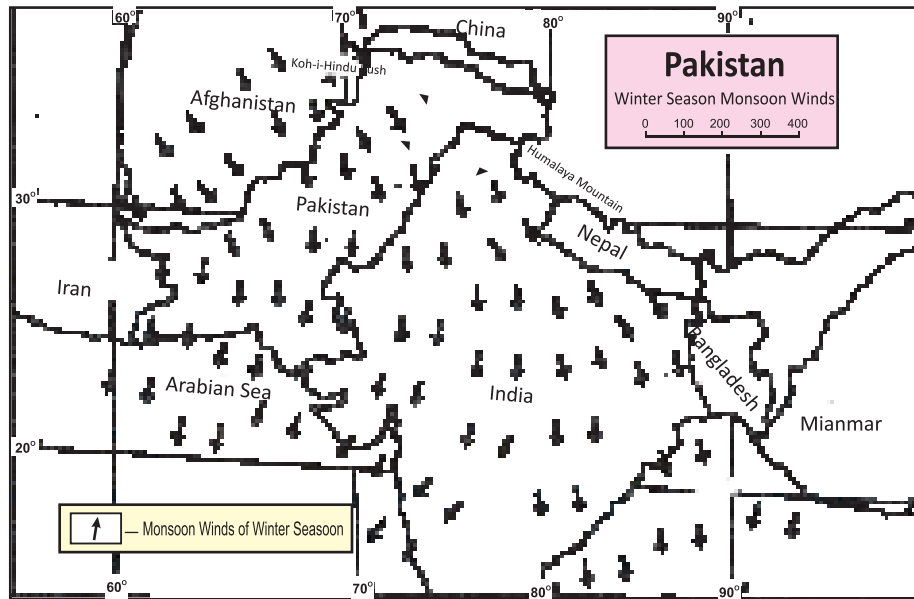 60°
70°
80°
90°
China
Koh-i-Hindu ush
Afghanistan
Pakistan
Winter Season Monsoon Winds
0 100 200 300 400
Humalaya Mountain
30°
Pakistan
Nepal
Iran
Bangladesh
Arabian Sea
India
Mianmar
20°
— Monsoon Winds of Winter Seasoon
60°
70°
80°
90°